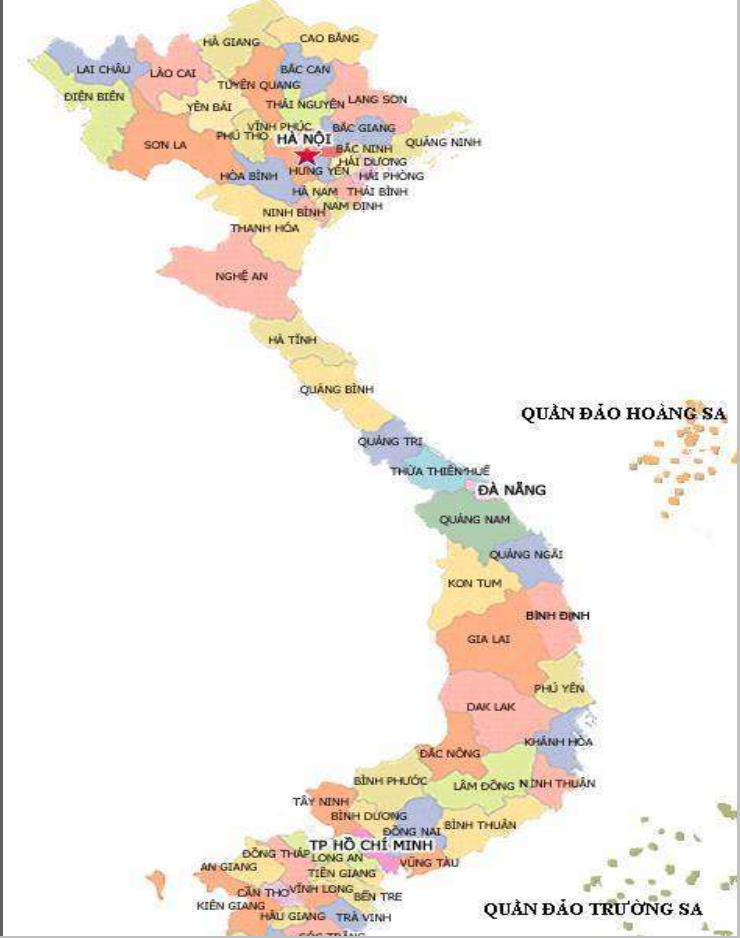 HÀ GIANG
CAO BẰNG
LAI CHÂU
LÀO CAI
BẮC CẠN
TUYÊN QUANG
ĐIỆN BIÊN
YÊN BÁI
THÁI NGUYÊN
LẠNG SƠN
VĨNH PHÚC
BẮC GIANG
PHÚ THỌ
HÀ NỘI
QUẢNG NINH
SƠN LA
BẮC NINH
HẢI DƯƠNG
HƯNG YÊN
HẢI PHÒNG
HÒA BÌNH
HÀ NAM
THÁI BÌNH
NAM ĐỊNH
NINH BÌNH
THANH HÓA
NGHỆ AN
HÀ TĨNH
QUẢNG BÌNH
QUẦN ĐẢO HOÀNG SA
QUẢNG TRỊ
THỪA THIÊN HUẾ
ĐÀ NẴNG
QUẢNG NAM
QUẢNG NGÃI
KON TUM
BÌNH ĐỊNH
GIA LAI
PHÚ YÊN
DAK LAK
KHÁNH HÒA
ĐẮC NÔNG
BÌNH PHƯỚC
LÂM ĐỒNG
NINH THUẬN
TÂY NINH
BÌNH DƯƠNG
ĐỒNG NAI
BÌNH THUẬN
TP HỒ CHÍ MINH
ĐỒNG THÁP
LONG AN
VŨNG TÀU
AN GIANG
TIỀN GIANG
CẦN THƠ
VĨNH LONG
BẾN TRE
KIÊN GIANG
HẬU GIANG
TRÀ VINH
QUẦN ĐẢO TRƯỜNG SA